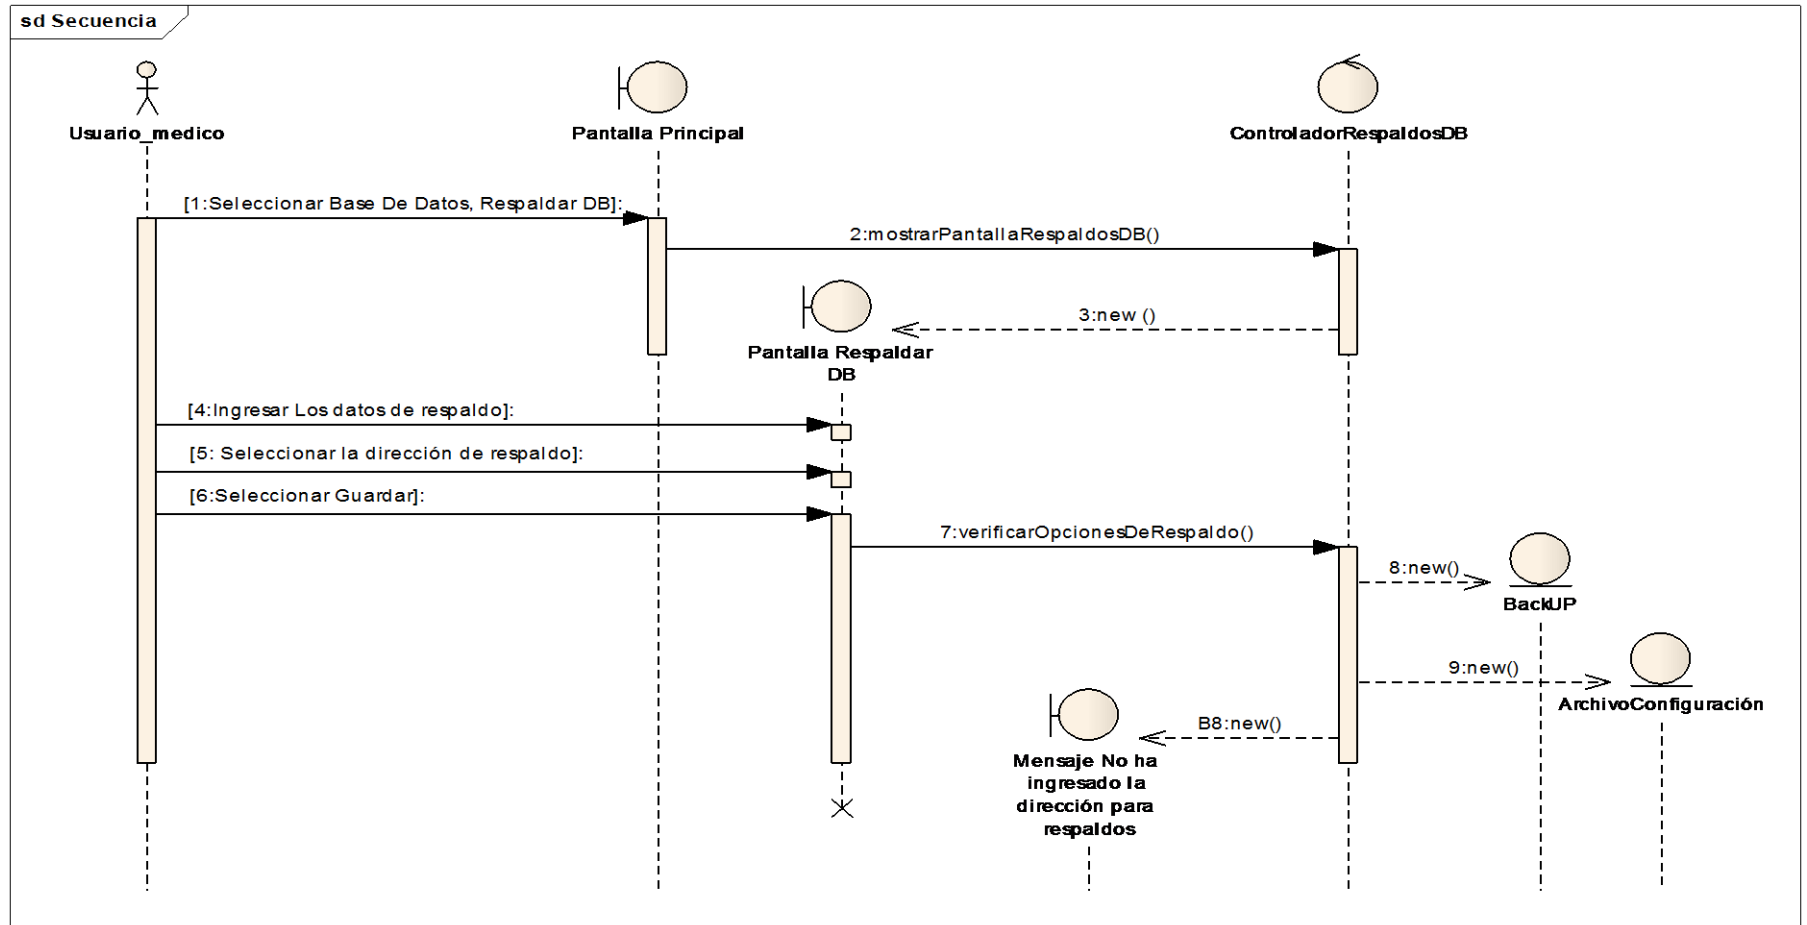 sd Secuencia
Usuario_medico
Pantalla Principal
ControladorRespaldosDB
[1:Seleccionar Base De Datos, Respaldar DB]:
2:mostrarPantallaRespaldosDB()
3:new ()
Pantalla Respaldar
DB
[4:Ingresar Los datos de respaldo]:
[5: Seleccionar la dirección de respaldo]:
[6:Seleccionar Guardar]:
7:verificarOpcionesDeRespaldo()
8:new()
BackUP
9:new()
ArchivoConfiguración
B8:new()
Mensaje No ha
ingresado la
dirección para
respaldos